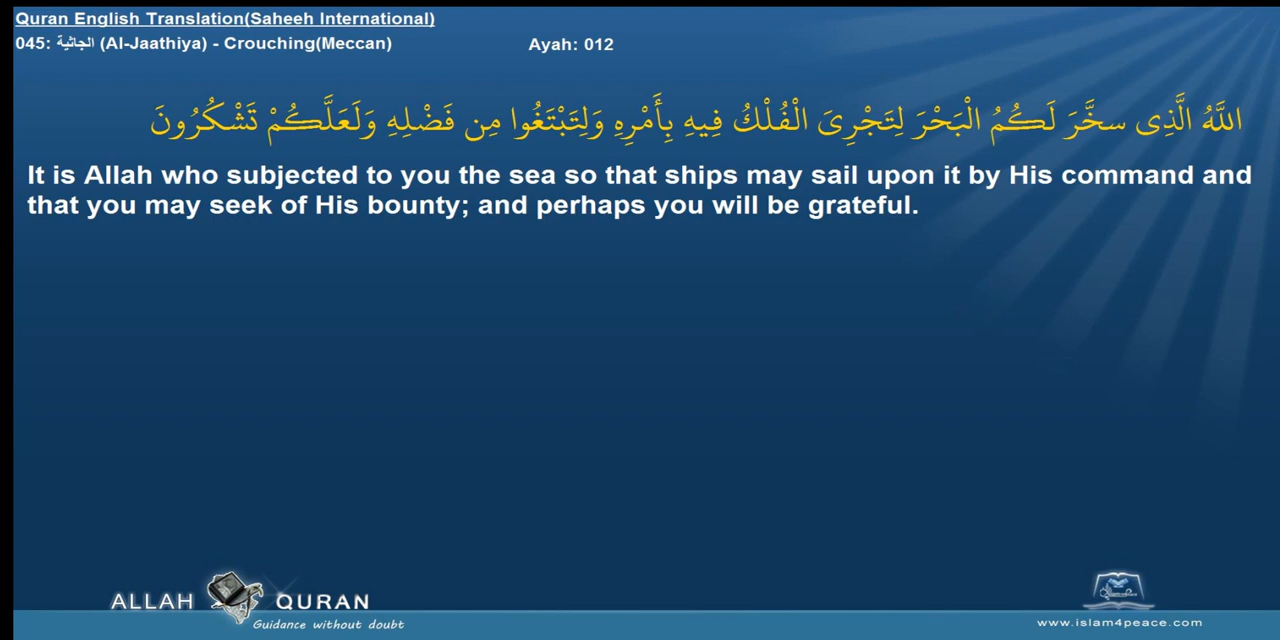 Quran English Translation(Saheeh International)
045: الجاثية (Al-Jaathiya) - Crouching(Meccan) Ayah: 012
اللَّهُ الَّذِى سخَّرَ لَكُمُ الْبَحْرَ لِتَجْرِىَ الْفُلْكُ فِيهِ بِأَمْرِهِ وَلِتَبْتَغُوا مِن فَضْلِهِ وَلَعَلَّكُمْ تَشْكُرُونَ
It is Allah who subjected to you the sea so that ships may sail upon it by His command and
that you may seek of His bounty; and perhaps you will be grateful.
ALLAH QURAN
Guidance without doubt
www.islam4peace.com